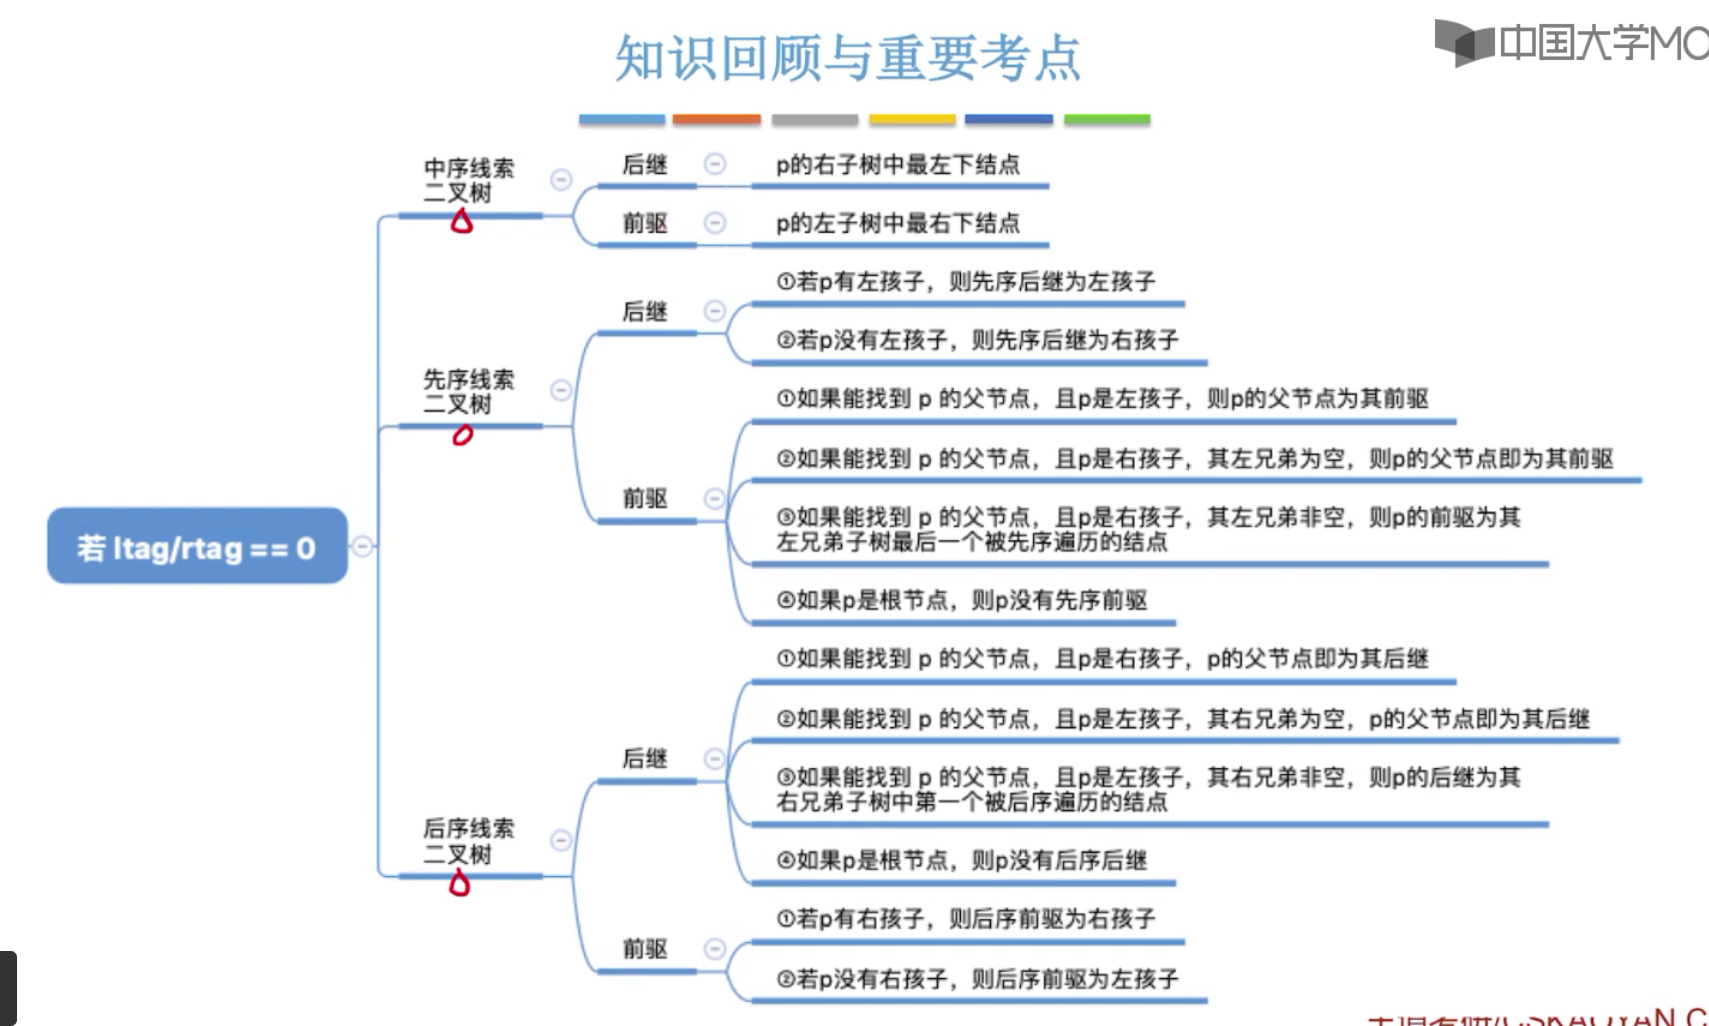 中国大学MO
知识回顾与重要考点
若 ltag/rtag == 0
中序线索
二叉树
后继
p的右子树中最左下结点
前驱
p的左子树中最右下结点
先序线索
二叉树
后继
①若p有左孩子，则先序后继为左孩子
②若p没有左孩子，则先序后继为右孩子
前驱
①如果能找到 p 的父节点，且p是左孩子，则p的父节点为其前驱
②如果能找到 p 的父节点，且p是右孩子，其左兄弟为空，则p的父节点即为其前驱
③如果能找到 p 的父节点，且p是右孩子，其左兄弟非空，则p的前驱为其
左兄弟子树最后一个被先序遍历的结点
④如果p是根节点，则p没有先序前驱
后序线索
二叉树
后继
①如果能找到 p 的父节点，且p是右孩子，p的父节点即为其后继
②如果能找到 p 的父节点，且p是左孩子，其右兄弟为空，p的父节点即为其后继
③如果能找到 p 的父节点，且p是左孩子，其右兄弟非空，则p的后继为其
右兄弟子树中第一个被后序遍历的结点
④如果p是根节点，则p没有后序后继
前驱
①若p有右孩子，则后序前驱为右孩子
②若p没有右孩子，则后序前驱为左孩子